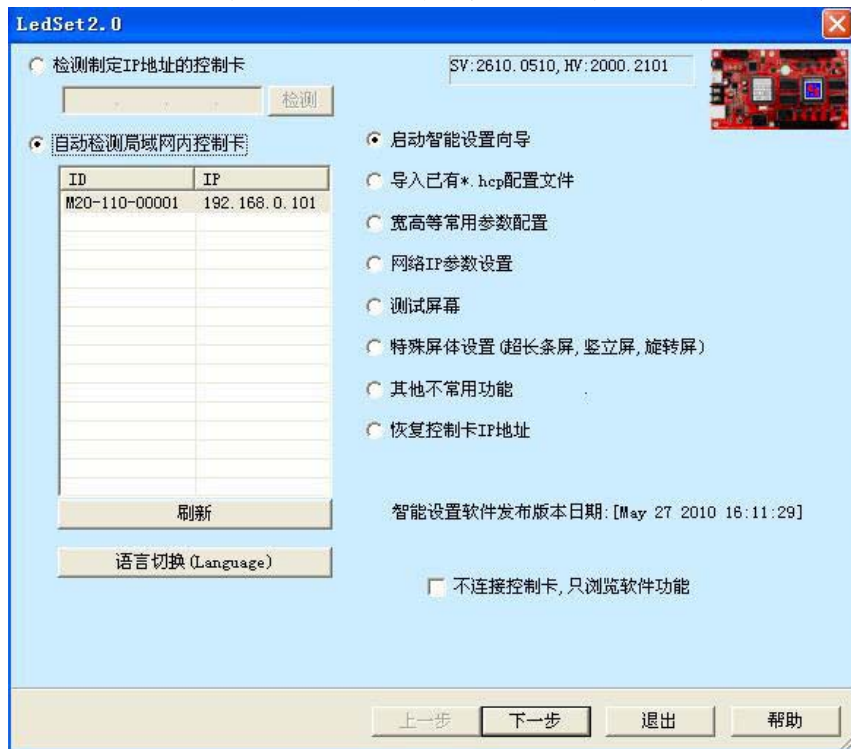 LedSet2.0
检测制定IP地址的控制卡
检测
SV:2610.0510, HV:2000.2101
自动检测局域网内控制卡
ID IP
M20-110-00001 192.168.0.101
刷新
语言切换(Language)
启动智能设置向导
导入已有*.hcp配置文件
宽高等常用参数配置
网络IP参数设置
测试屏幕
特殊屏体设置(超长条屏,竖立屏,旋转屏)
其他不常用功能
恢复控制卡IP地址
智能设置软件发布版本日期:[May 27 2010 16:11:29]
不连接控制卡,只浏览软件功能
上一步 下一步 退出 帮助